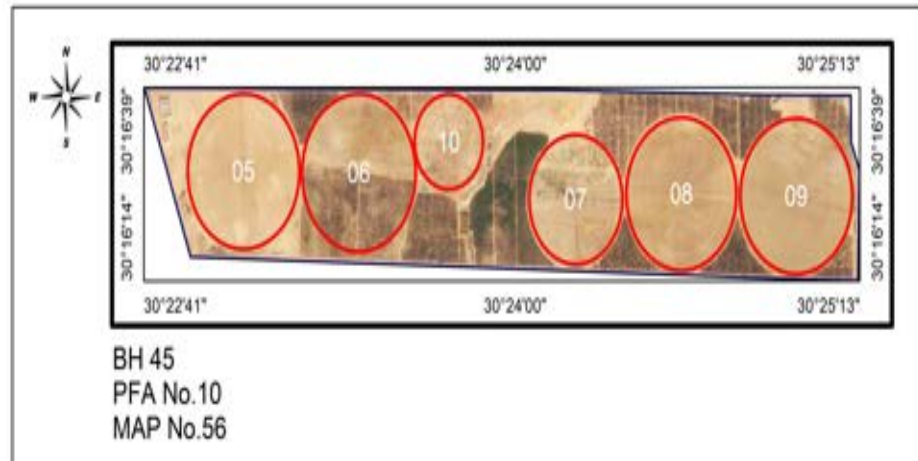 N
W E
S
30°22'41" 30°24'00" 30°25'13"
30°16'39" 30°16'39"
30°16'14" 30°16'14"
05 06 10 07 08 09
30°22'41" 30°24'00" 30°25'13"
BH 45
PFA No.10
MAP No.56